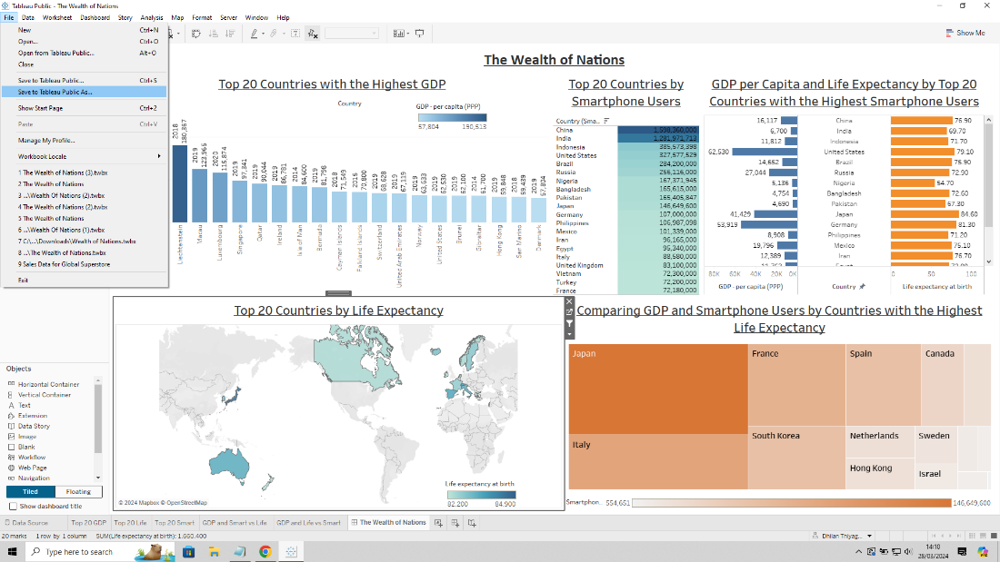 Tableau Public - The Wealth of Nations
File Data Worksheet Dashboard Story Analysis Map Format Server Window Help
New Ctrl+N
Open... Ctrl+O
Open from Tableau Public... Alt+O
Close
Save to Tableau Public... Ctrl+S
Save to Tableau Public As...
Show Start Page Ctrl+2
Paste Ctrl+V
Manage My Profile...
Workbook Locale
1 The Wealth of Nations (3).twbx
2 The Wealth of Nations
3 ...\Wealth Of Nations (2).twbx
4 The Wealth of Nations (2).twbx
5 The Wealth of Nations
6 ...\Wealth Of Nations (1).twbx
7 C:\...\Downloads\Wealth of Nations.twbx
8 ...\The Wealth of Nations.twbx
9 Sales Data for Global Superstore
Exit
Show Me
The Wealth of Nations
Top 20 Countries with the Highest GDP
Country
GDP - per capita (PPP)
57,804 190,513
2018 180,367
2019 123,965
2020 115,874
2019 97,341
2019 90,044
2019 86,781
2014 84,600
2019 81,798
2018 71,549
2015 70,800
2019 68,628
2019 67,119
2019 63,633
2019 62,530
2019 62,100
2014 61,700
2019 59,848
2018 59,439
2019 57,804
Liechtenstein
Macau
Luxembourg
Singapore
Qatar
Ireland
Isle of Man
Bermuda
Cayman Islands
Falkland Islands
Switzerland
United Arab Emirates
Norway
United States
Brunei
Gibraltar
Hong Kong
San Marino
Denmark
Top 20 Countries by
Smartphone Users
Country (Sma..
China 1,598,360,000
India 1,281,971,713
Indonesia 385,573,398
United States 327,577,529
Brazil 284,200,000
Russia 256,116,000
Nigeria 167,371,945
Bangladesh 165,615,000
Pakistan 165,405,847
Japan 146,649,600
Germany 107,000,000
Philippines 106,987,098
Mexico 101,339,000
Iran 96,165,000
Egypt 95,340,000
Italy 88,580,000
United Kingdom 83,100,000
Vietnam 72,300,000
Turkey 72,200,000
France 72,180,000
GDP per Capita and Life Expectancy by Top 20
Countries with the Highest Smartphone Users
16,117 China 76.90
6,700 India 69.70
11,812 Indonesia 71.70
62,530 United States 79.10
14,652 Brazil 75.90
27,044 Russia 72.90
5,136 Nigeria 54.70
4,754 Bangladesh 72.60
4,690 Pakistan 67.30
41,429 Japan 84.60
53,919 Germany 81.30
8,908 Philippines 71.20
19,796 Mexico 75.10
12,389 Iran 76.70
80K 60K 40K 20K 0K 0 50 100
GDP - per capita (PPP) Country Life expectancy at birth
Top 20 Countries by Life Expectancy
Life expectancy at birth
82.200 84.900
© 2024 Mapbox © OpenStreetMap
Comparing GDP and Smartphone Users by Countries with the Highest
Life Expectancy
Japan
France
Spain
Canada
Italy
South Korea
Netherlands
Sweden
Hong Kong
Israel
Smartphon.. 554,651 146,649,600
Objects
Horizontal Container
Vertical Container
Text
Extension
Data Story
Image
Blank
Workflow
Web Page
Navigation
Tiled Floating
Show dashboard title
Data Source Top 20 GDP Top 20 Life Top 20 Smart GDP and Smart vs Life GDP and Life vs Smart The Wealth of Nations
20 marks 1 row by 1 column SUM(Life expectancy at birth): 1,660.400
Dhilan Thiyag...
Type here to search
14:10
28/03/2024